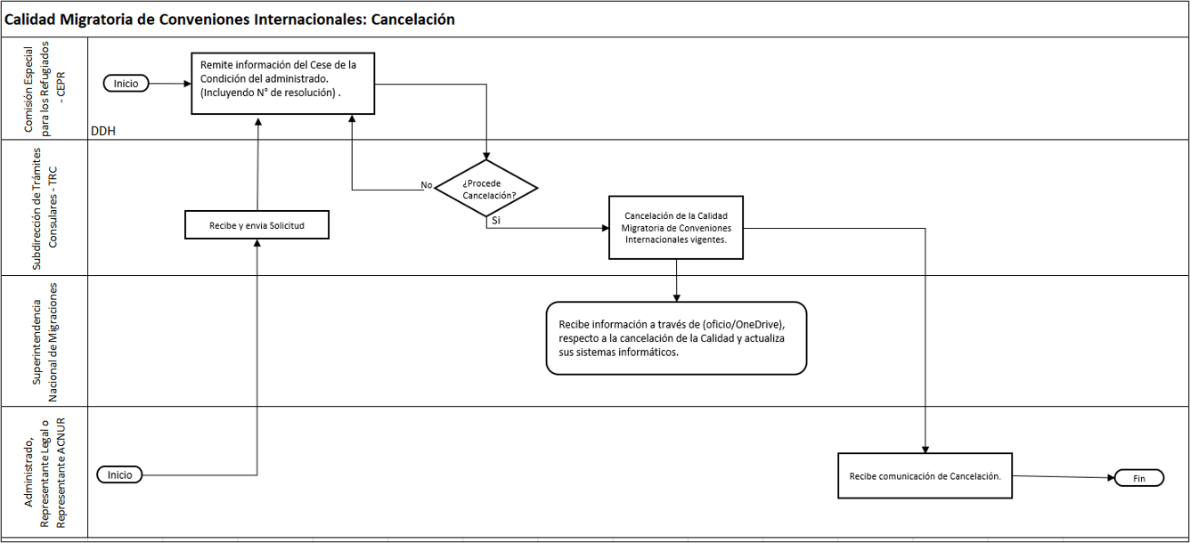 Calidad Migratoria de Conveniones Internacionales: Cancelación
Comisión Especial
para los Refugiados
- CEPR
Inicio
Remite información del Cese de la
Condición del administrado.
(Incluyendo N° de resolución) .
DDH
Subdirección de Trámites
Consulares - TRC
Recibe y envia Solicitud
No
¿Procede
Cancelación?
Si
Cancelación de la Calidad
Migratoria de Conveniones
Internacionales vigentes.
Superintendencia
Nacional de Migraciones
Recibe información a través de (oficio/OneDrive),
respecto a la cancelación de la Calidad y actualiza
sus sistemas informáticos.
Administrado,
Representante Legal o
Representante ACNUR
Inicio
Recibe comunicación de Cancelación.
Fin